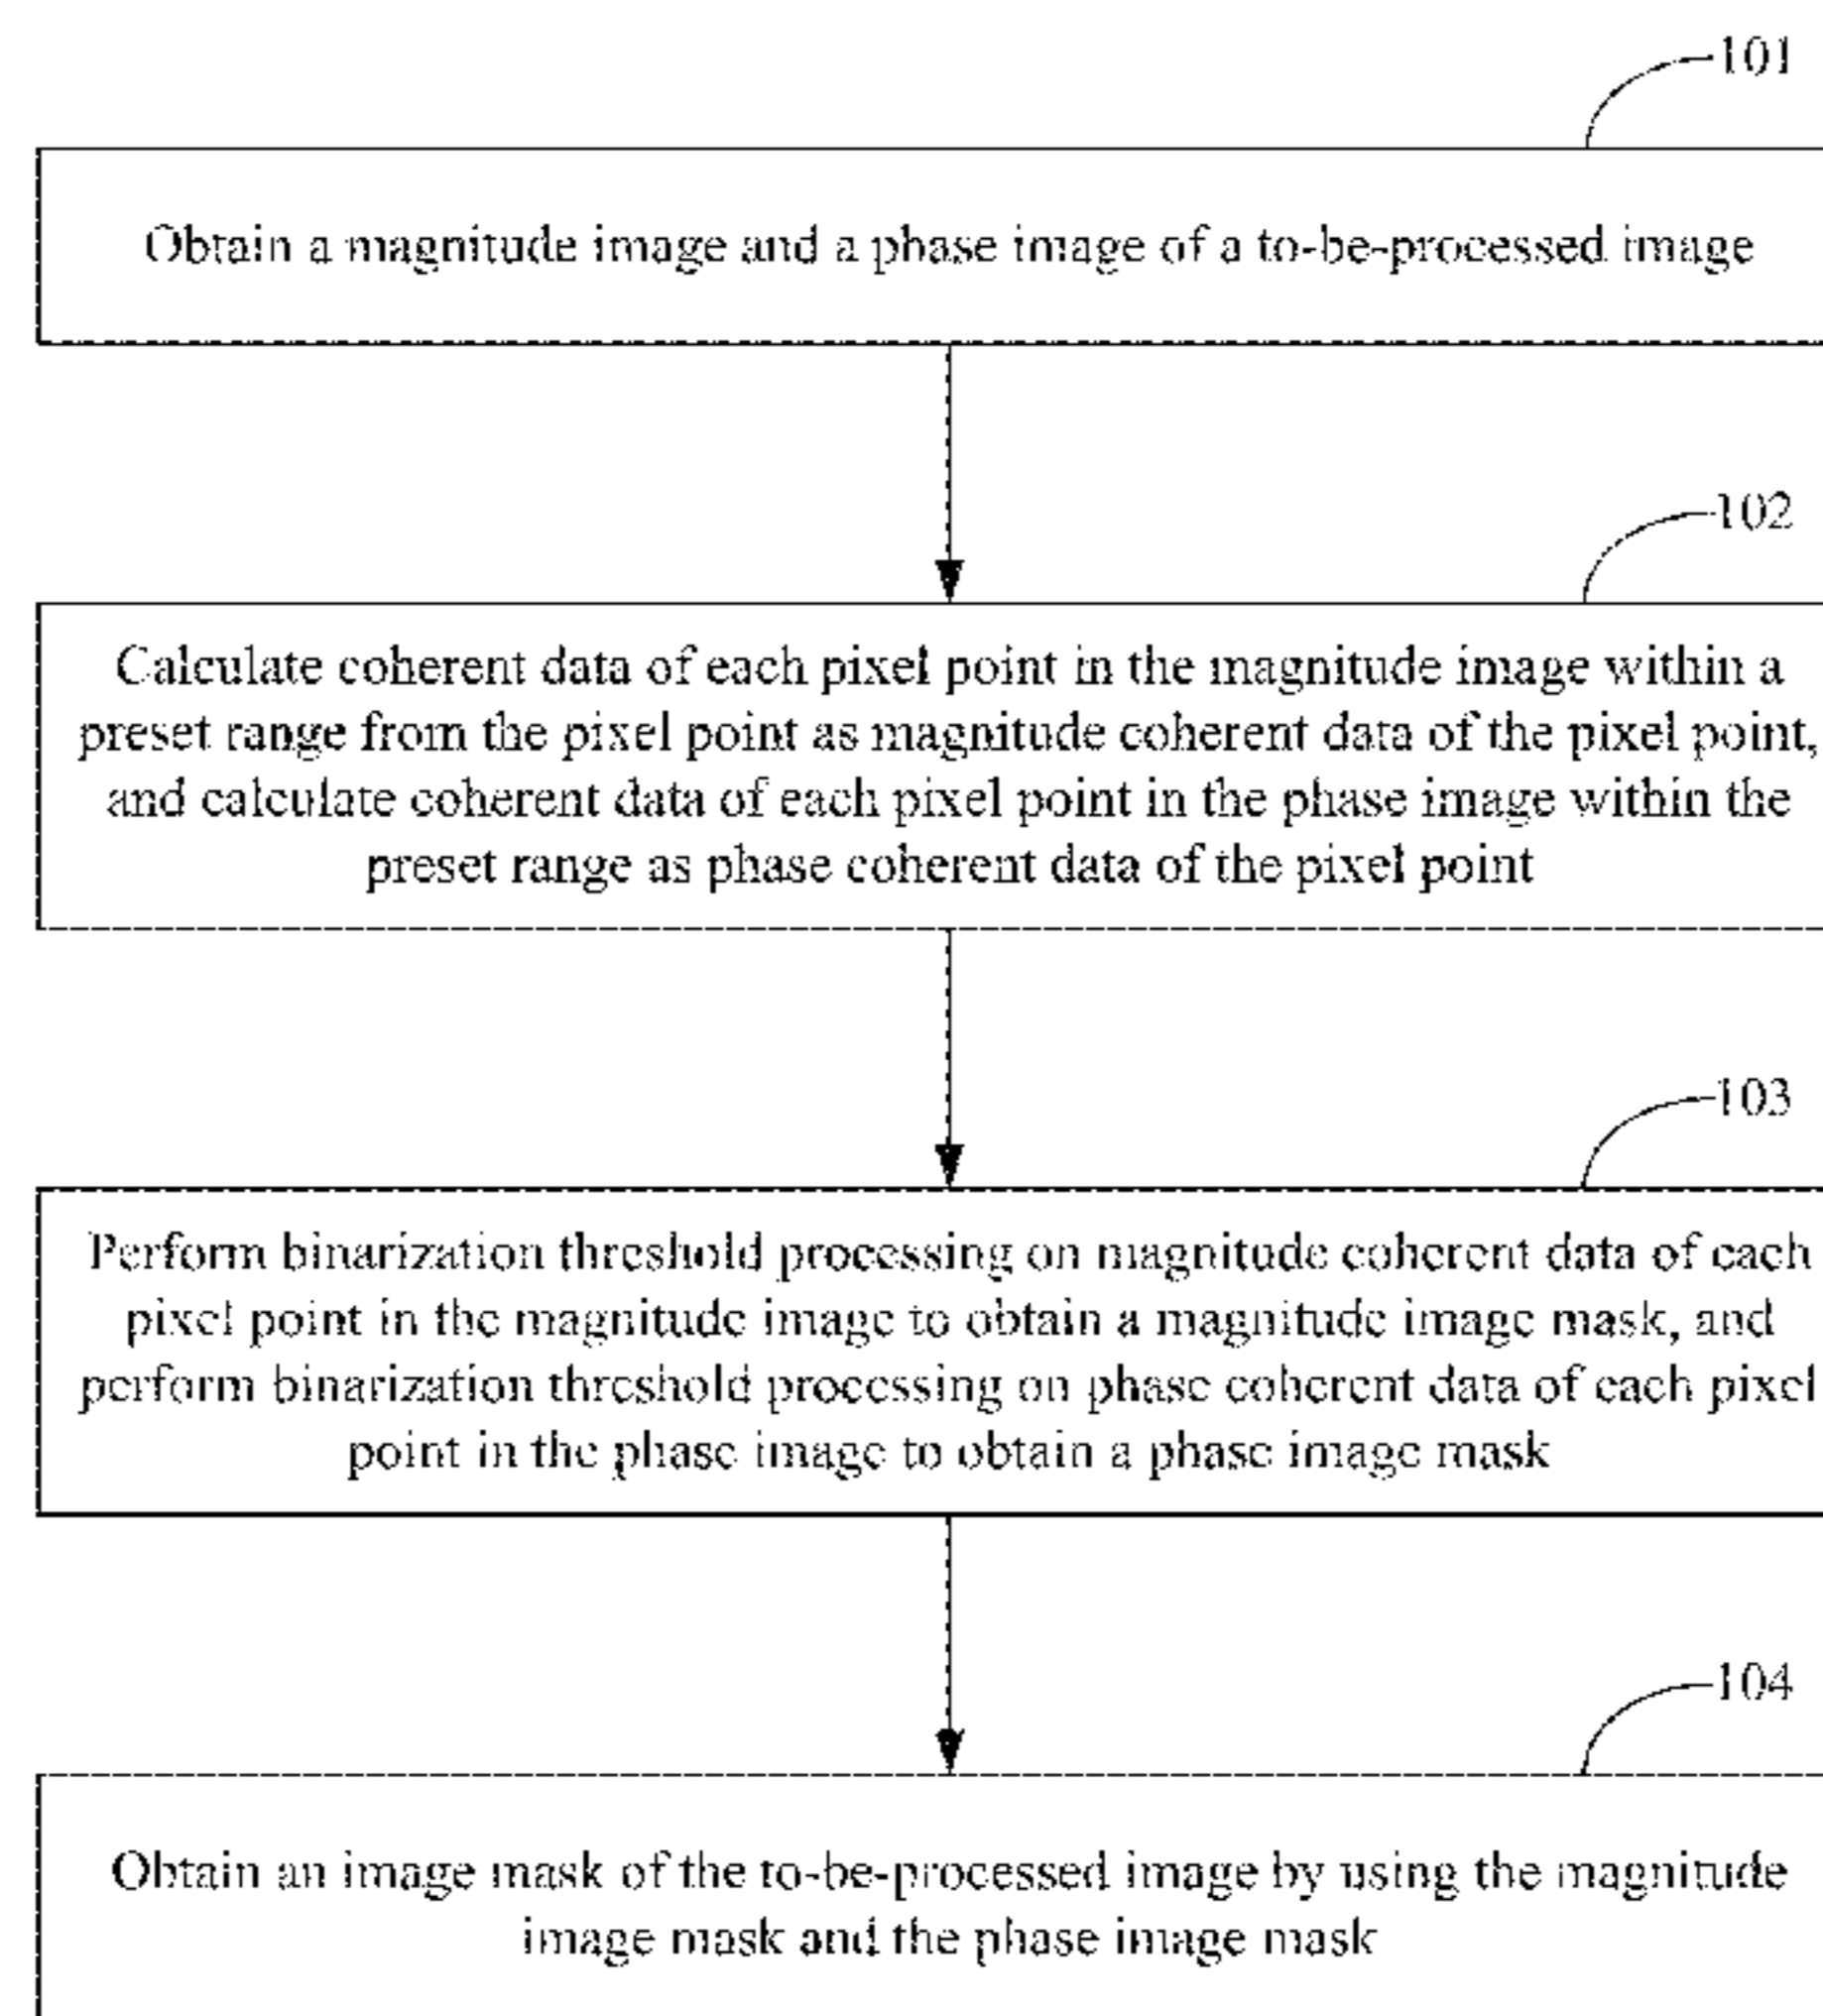 101
Obtain a magnitude image and a phase image of a to-be-processed image
102
Calculate coherent data of each pixel point in the magnitude image within a
preset range from the pixel point as magnitude coherent data of the pixel point,
and calculate coherent data of each pixel point in the phase image within the
preset range as phase coherent data of the pixel point
103
Perform binarization threshold processing on magnitude coherent data of each
pixel point in the magnitude image to obtain a magnitude image mask, and
perform binarization threshold processing on phase coherent data of each pixel
point in the phase image to obtain a phase image mask
104
Obtain an image mask of the to-be-processed image by using the magnitude
image mask and the phase image mask